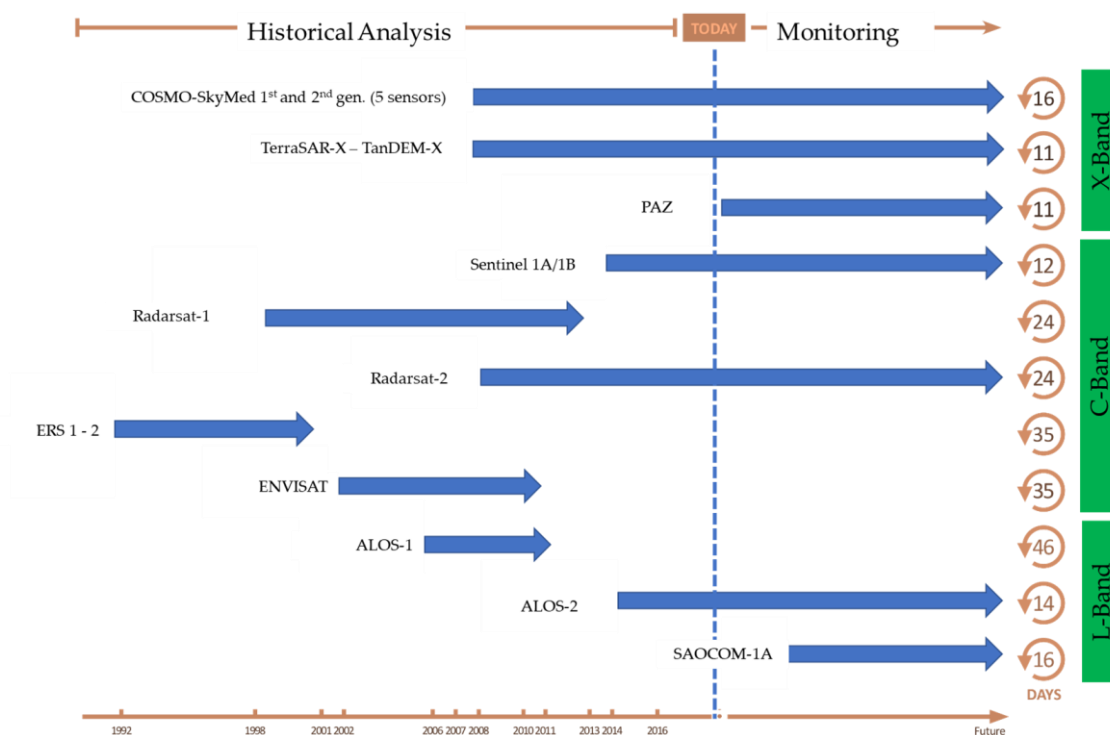 Historical Analysis
TODAY
Monitoring
COSMO-SkyMed 1st and 2nd gen. (5 sensors)
16
TerraSAR-X – TanDEM-X
11
PAZ
11
X-Band
Sentinel 1A/1B
12
Radarsat-1
24
Radarsat-2
24
ERS 1 - 2
35
ENVISAT
35
C-Band
ALOS-1
46
ALOS-2
14
SAOCOM-1A
16
L-Band
DAYS
1992 1998 2001 2002 2006 2007 2008 2010 2011 2013 2014 2016 Future